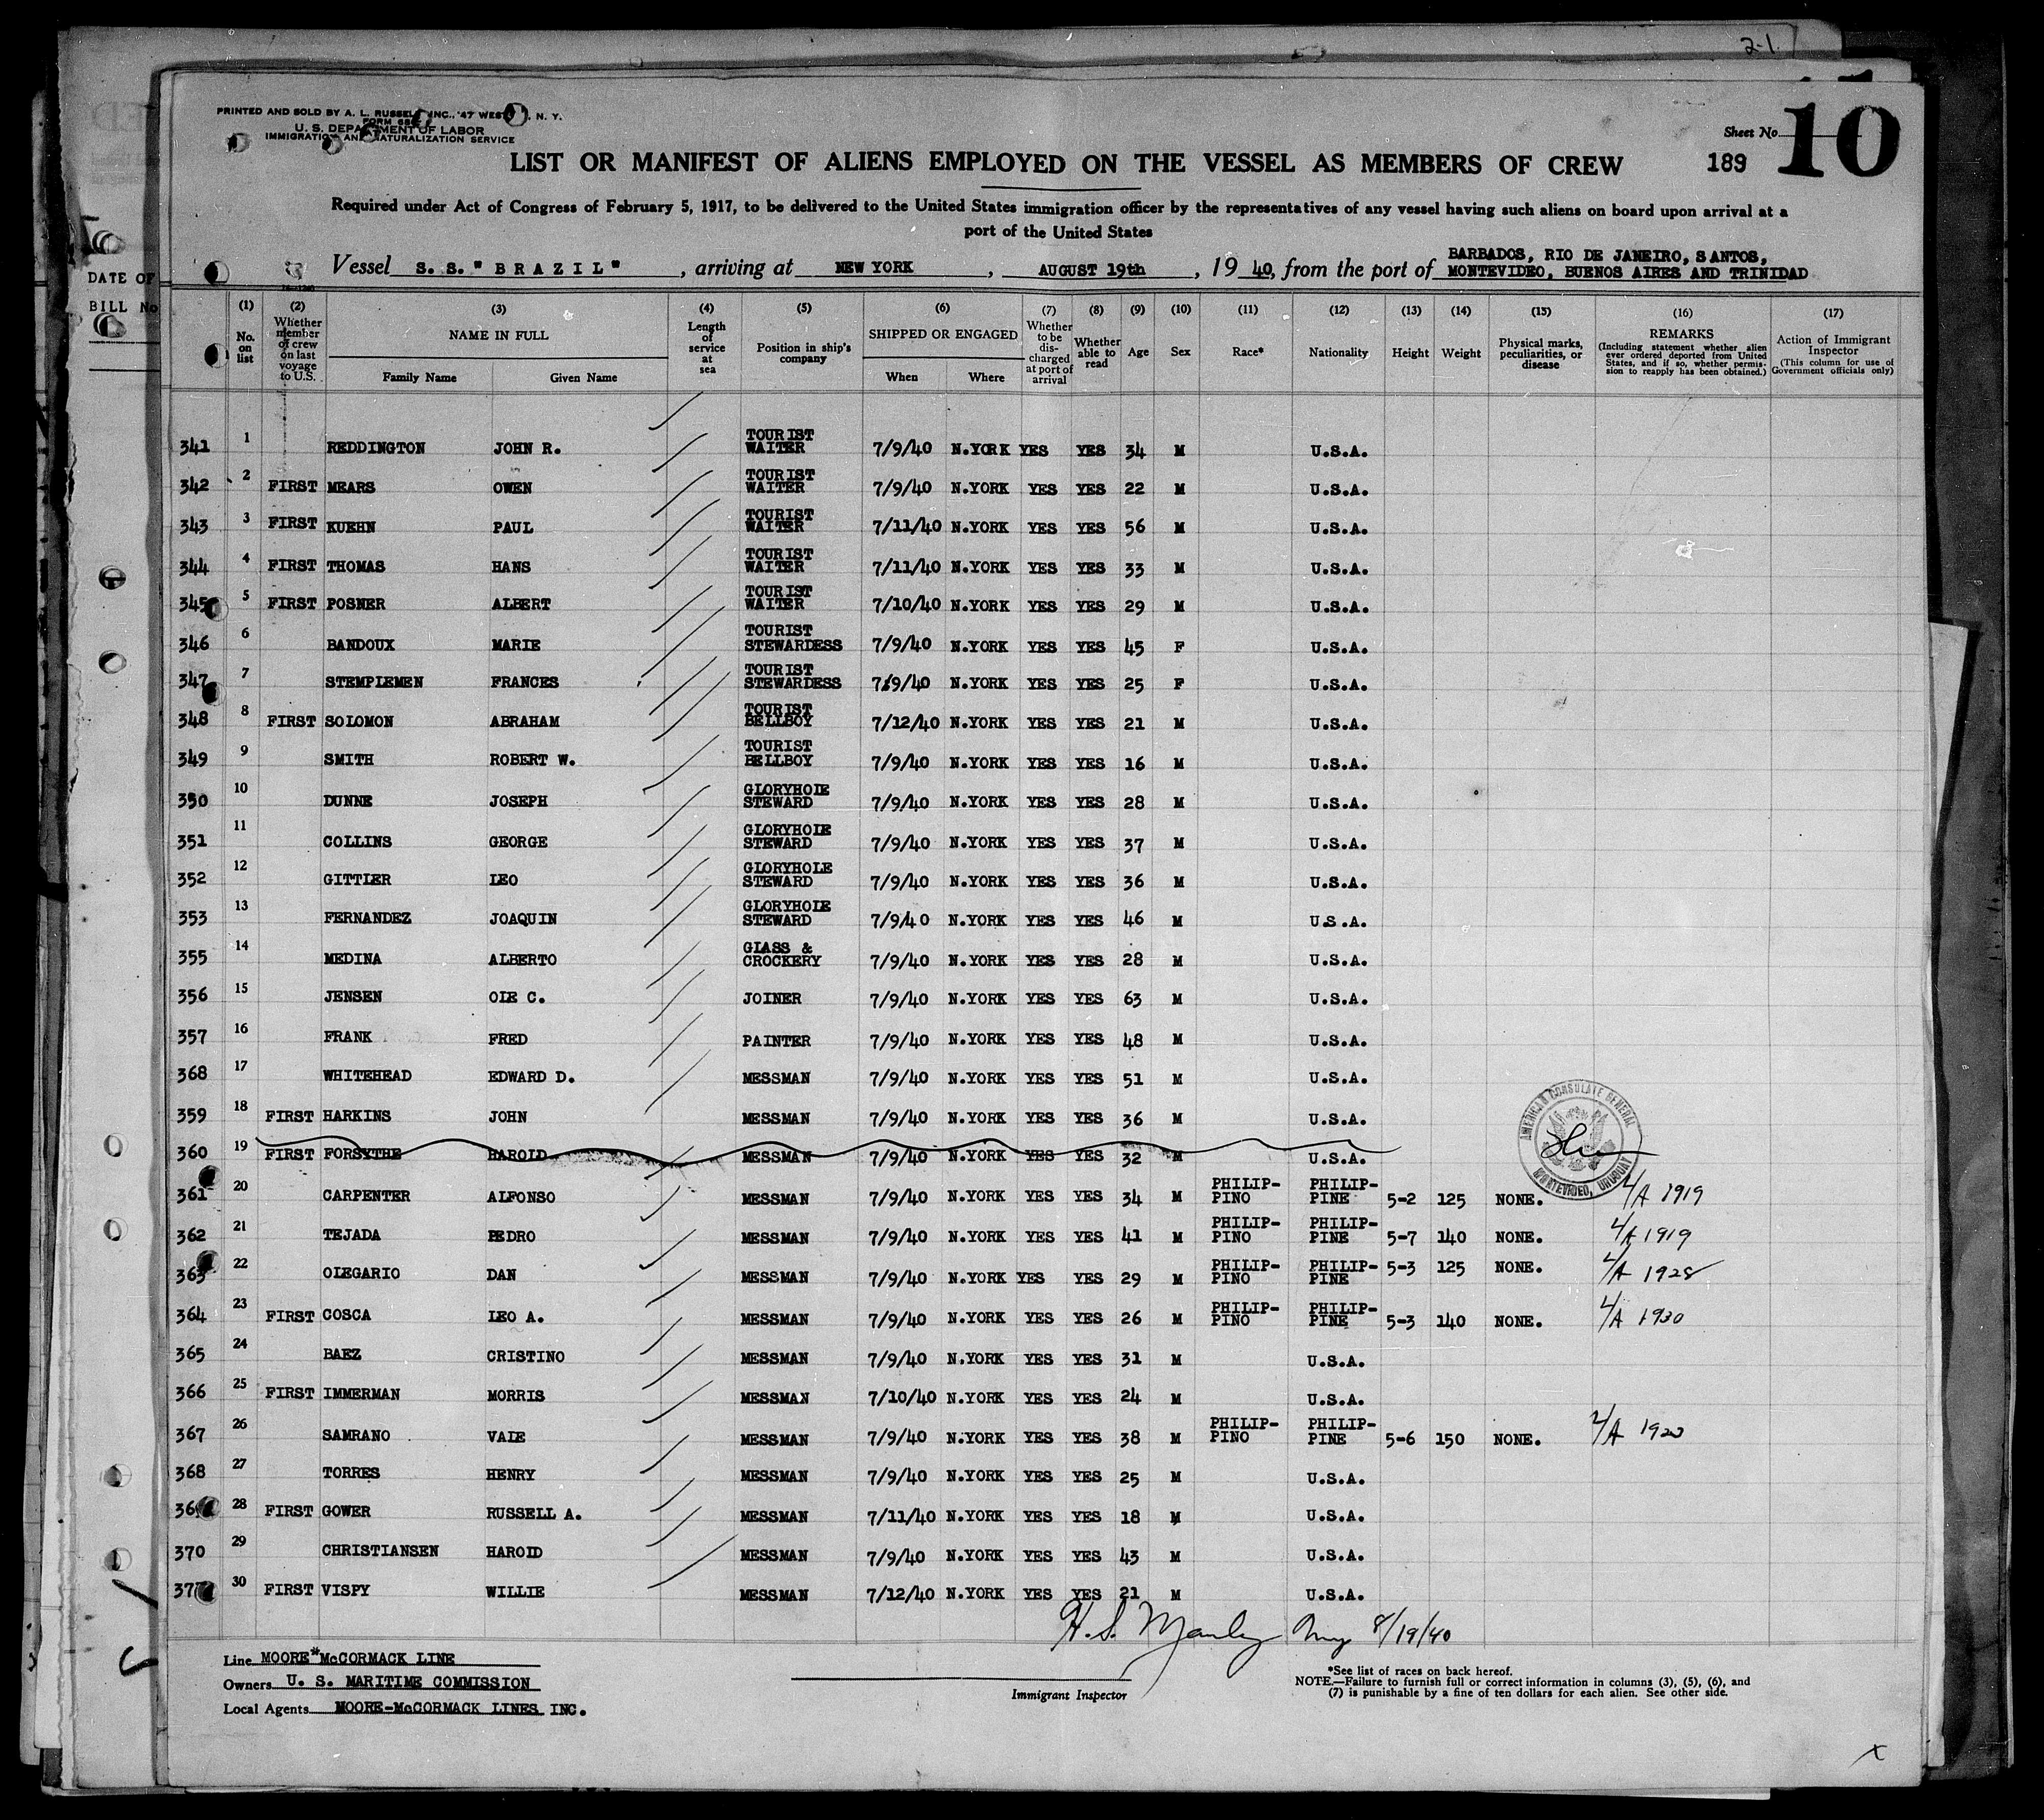 2-1
PRINTED AND SOLD BY A. L. RUSSELL, INC., 47 WEST N. Y.
FORM 68
U. S. DEPARTMENT OF LABOR
IMMIGRATION AND NATURALIZATION SERVICE
Sheet No. 10
LIST OR MANIFEST OF ALIENS EMPLOYED ON THE VESSEL AS MEMBERS OF CREW 189
Required under Act of Congress of February 5, 1917, to be delivered to the United States immigration officer by the representatives of any vessel having such aliens on board upon arrival at a
port of the United States
DATE OF
BILL No
Vessel S. S. "BRAZIL", arriving at NEW YORK, AUGUST 19th, 1940, from the port of BARBADOS, RIO DE JANEIRO, SANTOS,
MONTEVIDEO, BUENOS AIRES AND TRINIDAD
(1) No. on list
(2) Whether member of crew on last voyage to U.S.
(3) NAME IN FULL Family Name Given Name
(4) Length of service at sea
(5) Position in ship's company
(6) SHIPPED OR ENGAGED When Where
(7) Whether to be discharged at port of arrival
(8) Whether able to read
(9) Age
(10) Sex
(11) Race*
(12) Nationality
(13) Height
(14) Weight
(15) Physical marks, peculiarities, or disease
(16) REMARKS (Including statement whether alien ever ordered deported from United States, and if so, whether permission to reapply has been obtained.)
(17) Action of Immigrant Inspector (This column for use of Government officials only)
341 1 REDDINGTON JOHN R. TOURIST WAITER 7/9/40 N.YORK YES YES 34 M U.S.A.
342 2 FIRST MEARS OWEN TOURIST WAITER 7/9/40 N.YORK YES YES 22 M U.S.A.
343 3 FIRST KUEHN PAUL TOURIST WAITER 7/11/40 N.YORK YES YES 56 M U.S.A.
344 4 FIRST THOMAS HANS TOURIST WAITER 7/11/40 N.YORK YES YES 33 M U.S.A.
345 5 FIRST POSNER ALBERT TOURIST WAITER 7/10/40 N.YORK YES YES 29 M U.S.A.
346 6 BANDOUX MARIE TOURIST STEWARDESS 7/9/40 N.YORK YES YES 45 F U.S.A.
347 7 STEMPLEMEN FRANCES TOURIST STEWARDESS 7/9/40 N.YORK YES YES 25 F U.S.A.
348 8 FIRST SOLOMON ABRAHAM TOURIST BELLBOY 7/12/40 N.YORK YES YES 21 M U.S.A.
349 9 SMITH ROBERT W. TOURIST BELLBOY 7/9/40 N.YORK YES YES 16 M U.S.A.
350 10 DUNNE JOSEPH GLORYHOLE STEWARD 7/9/40 N.YORK YES YES 28 M U.S.A.
351 11 COLLINS GEORGE GLORYHOLE STEWARD 7/9/40 N.YORK YES YES 37 M U.S.A.
352 12 GITTLER LEO GLORYHOLE STEWARD 7/9/40 N.YORK YES YES 36 M U.S.A.
353 13 FERNANDEZ JOAQUIN GLORYHOLE STEWARD 7/9/40 N.YORK YES YES 46 M U.S.A.
355 14 MEDINA ALBERTO GLASS & CROCKERY 7/9/40 N.YORK YES YES 28 M U.S.A.
356 15 JENSEN OLE C. JOINER 7/9/40 N.YORK YES YES 63 M U.S.A.
357 16 FRANK FRED PAINTER 7/9/40 N.YORK YES YES 48 M U.S.A.
368 17 WHITEHEAD EDWARD D. MESSMAN 7/9/40 N.YORK YES YES 51 M U.S.A.
359 18 FIRST HARKINS JOHN MESSMAN 7/9/40 N.YORK YES YES 36 M U.S.A.
360 19 FIRST FORSYTHE HAROLD MESSMAN 7/9/40 N.YORK YES YES 32 M U.S.A.
AMERICAN CONSULATE GENERAL MONTEVIDEO, URUGUAY
361 20 CARPENTER ALFONSO MESSMAN 7/9/40 N.YORK YES YES 34 M PHILIP-PINO PHILIP-PINE 5-2 125 NONE. 4/A 1919
362 21 TEJADA PEDRO MESSMAN 7/9/40 N.YORK YES YES 41 M PHILIP-PINO PHILIP-PINE 5-7 140 NONE. 4/A 1919
363 22 OLEGARIO DAN MESSMAN 7/9/40 N.YORK YES YES 29 M PHILIP-PINO PHILIP-PINE 5-3 125 NONE. 4/A 1928
364 23 FIRST COSCA LEO A. MESSMAN 7/9/40 N.YORK YES YES 26 M PHILIP-PINO PHILIP-PINE 5-3 140 NONE. 4/A 1930
365 24 BAEZ CRISTINO MESSMAN 7/9/40 N.YORK YES YES 31 M U.S.A.
366 25 FIRST IMMERMAN MORRIS MESSMAN 7/10/40 N.YORK YES YES 24 M U.S.A.
367 26 SAMRANO VALE MESSMAN 7/9/40 N.YORK YES YES 38 M PHILIP-PINO PHILIP-PINE 5-6 150 NONE. 4/A
368 27 TORRES HENRY MESSMAN 7/9/40 N.YORK YES YES 25 M U.S.A.
369 28 FIRST GOWER RUSSELL A. MESSMAN 7/11/40 N.YORK YES YES 18 M U.S.A.
370 29 CHRISTIANSEN HAROLD MESSMAN 7/9/40 N.YORK YES YES 43 M U.S.A.
377 30 FIRST VISPY WILLIE MESSMAN 7/12/40 N.YORK YES YES 21 M U.S.A.
H. S. Manley 8/19/40
Line MOORE*McCORMACK LINE
Owners U. S. MARITIME COMMISSION
Local Agents MOORE-McCORMACK LINES INC.
Immigrant Inspector
*See list of races on back hereof.
NOTE.—Failure to furnish full or correct information in columns (3), (5), (6), and
(7) is punishable by a fine of ten dollars for each alien. See other side.
x